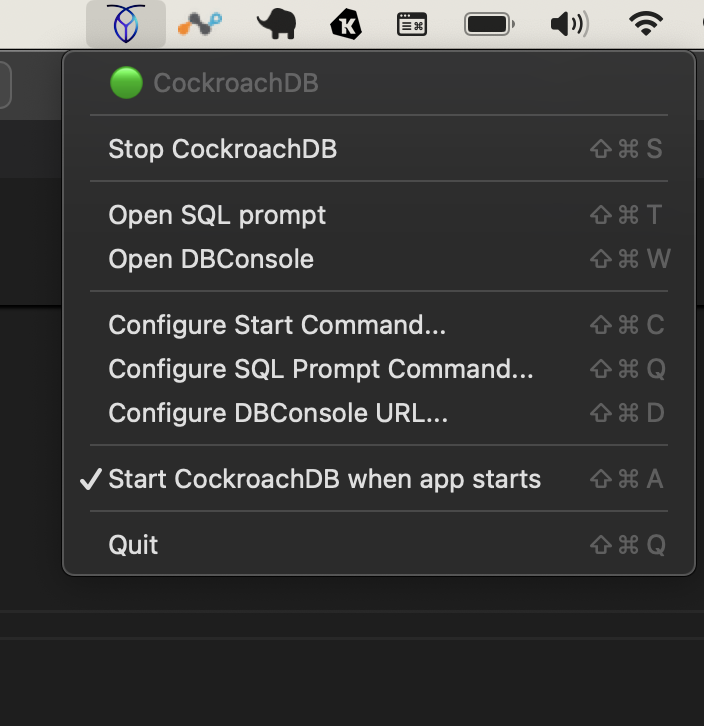 CockroachDB
Stop CockroachDB ⇧⌘S
Open SQL prompt ⇧⌘T
Open DBConsole ⇧⌘W
Configure Start Command... ⇧⌘C
Configure SQL Prompt Command... ⇧⌘Q
Configure DBConsole URL... ⇧⌘D
✓ Start CockroachDB when app starts ⇧⌘A
Quit ⇧⌘Q